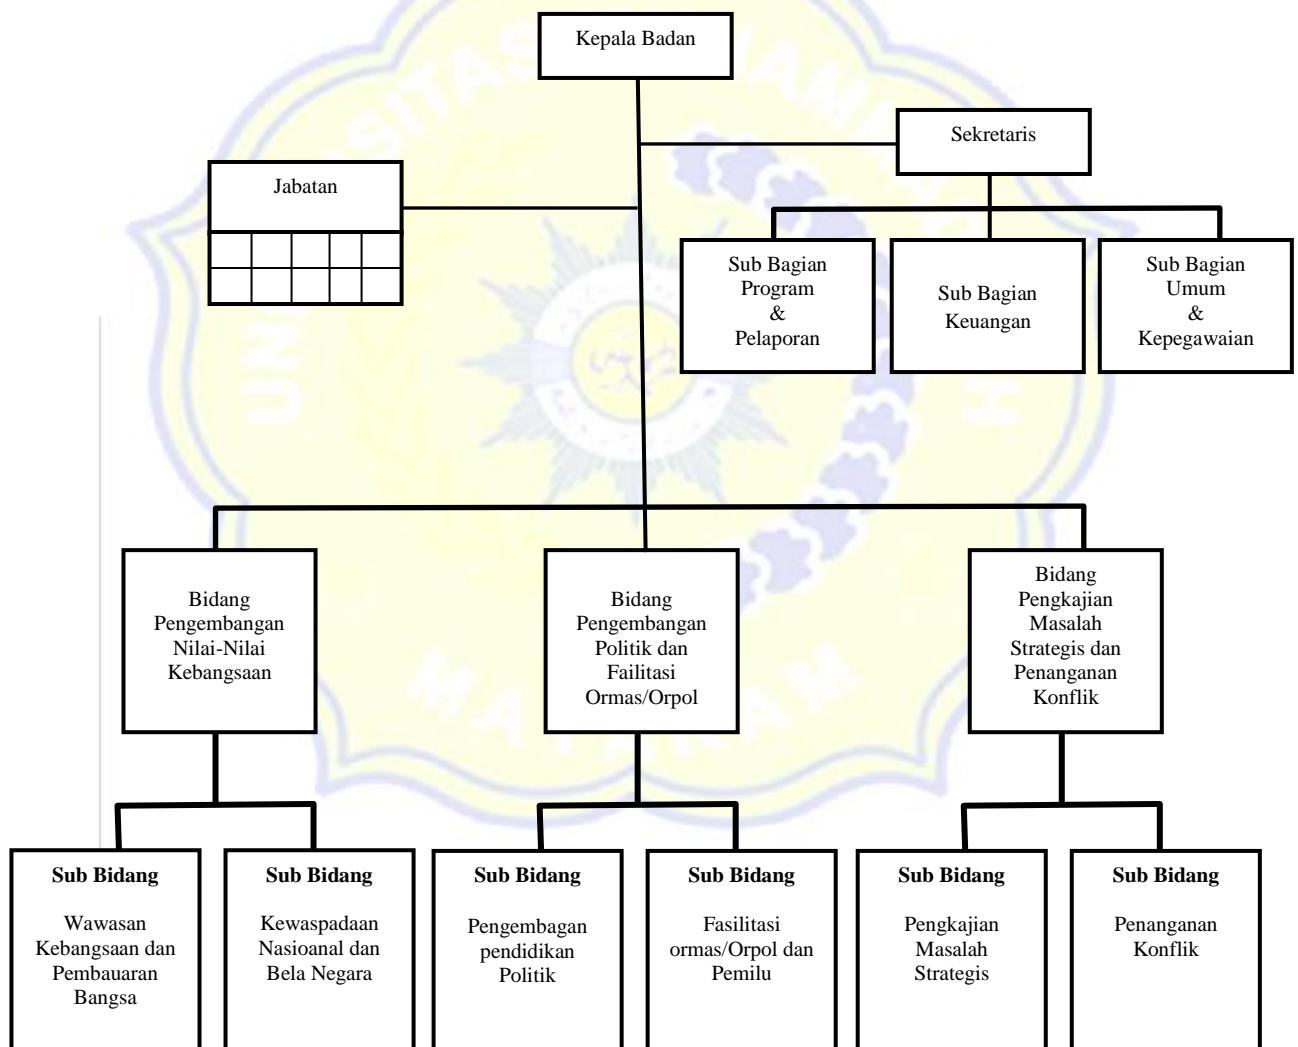 Kepala Badan
Sekretaris
Jabatan
Sub Bagian
Program
&
Pelaporan
Sub Bagian
Keuangan
Sub Bagian
Umum
&
Kepegawaian
Bidang
Pengembangan
Nilai-Nilai
Kebangsaan
Bidang
Pengembangan
Politik dan
Failitasi
Ormas/Orpol
Bidang
Pengkajian
Masalah
Strategis dan
Penanganan
Konflik
Sub Bidang
Wawasan
Kebangsaan dan
Pembauaran
Bangsa
Sub Bidang
Kewaspadaan
Nasioanal dan
Bela Negara
Sub Bidang
Pengembagan
pendidikan
Politik
Sub Bidang
Fasilitasi
ormas/Orpol dan
Pemilu
Sub Bidang
Pengkajian
Masalah
Strategis
Sub Bidang
Penanganan
Konflik
MATARAM